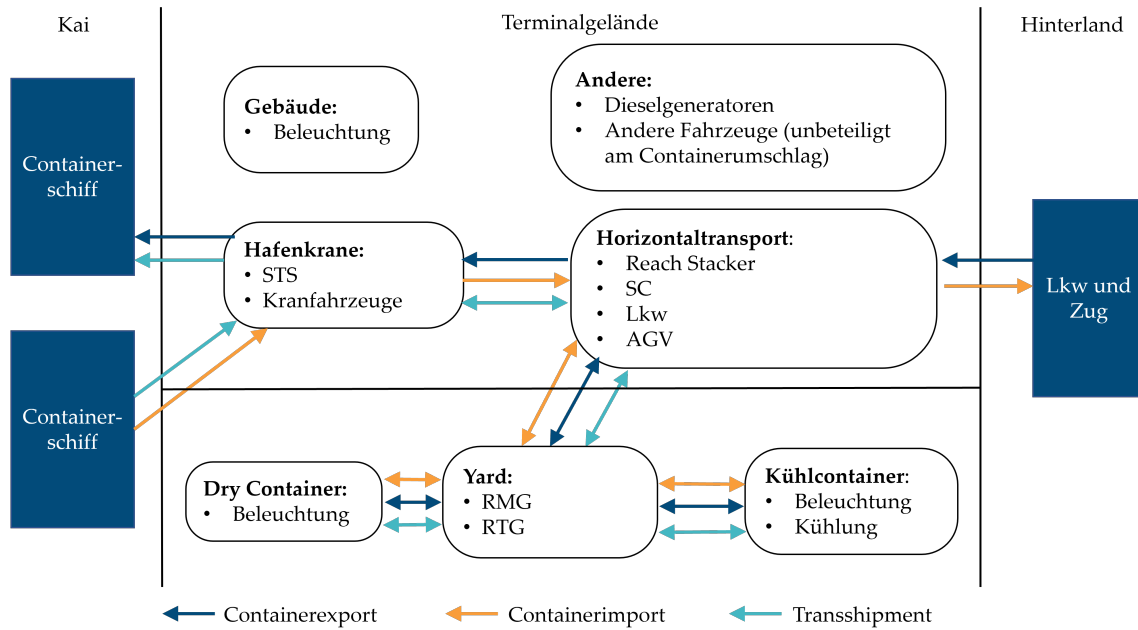 Kai
Terminalgelände
Hinterland
Container-
schiff
Gebäude:
• Beleuchtung
Andere:
• Dieselgeneratoren
• Andere Fahrzeuge (unbeteiligt
am Containerumschlag)
Hafenkrane:
• STS
• Kranfahrzeuge
Horizontaltransport:
• Reach Stacker
• SC
• Lkw
• AGV
Lkw und
Zug
Container-
schiff
Dry Container:
• Beleuchtung
Yard:
• RMG
• RTG
Kühlcontainer:
• Beleuchtung
• Kühlung
Containerexport
Containerimport
Transshipment